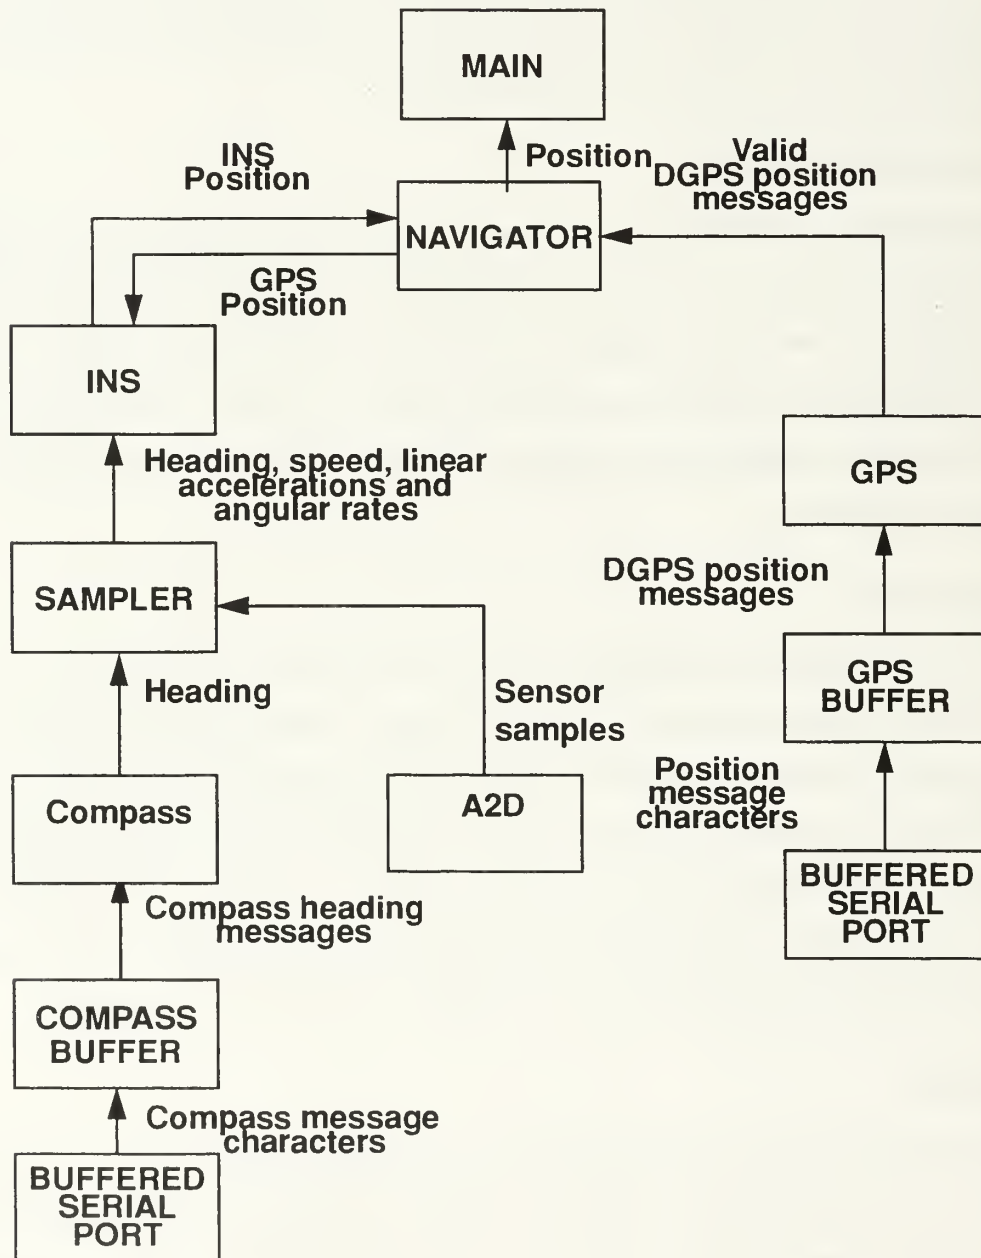 MAIN
Position
Valid
DGPS position
messages
INS
Position
NAVIGATOR
GPS
Position
INS
Heading, speed, linear
accelerations and
angular rates
GPS
SAMPLER
DGPS position
messages
Heading
Sensor
samples
GPS
BUFFER
Compass
A2D
Position
message
characters
BUFFERED
SERIAL
PORT
Compass heading
messages
COMPASS
BUFFER
Compass message
characters
BUFFERED
SERIAL
PORT